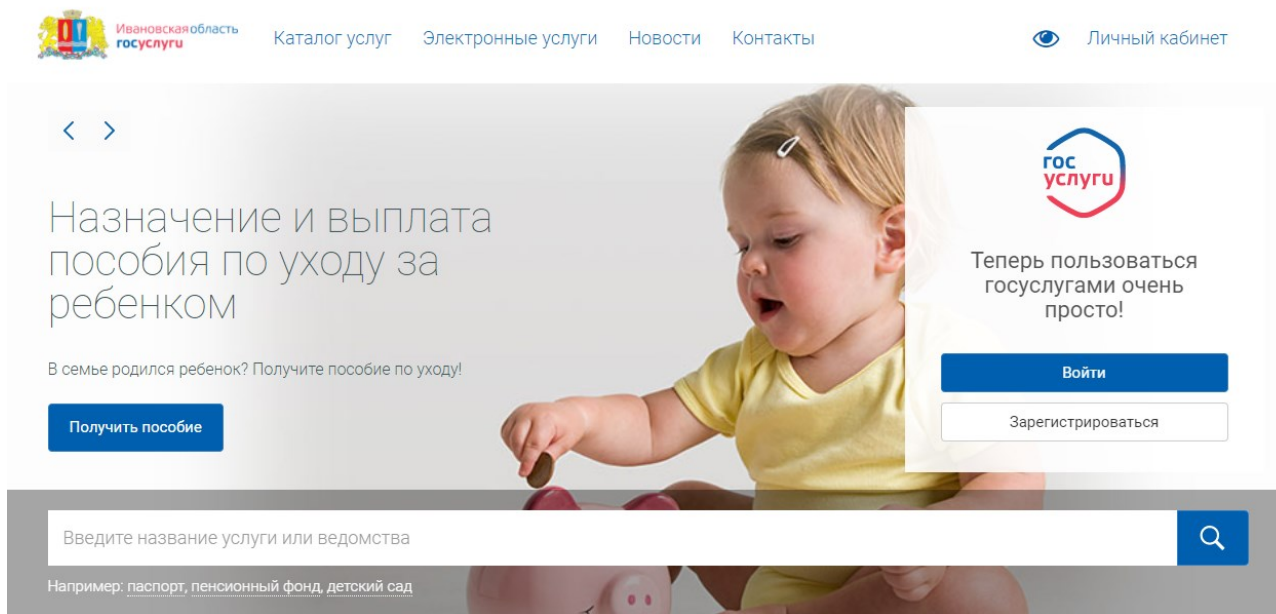 Ивановская область
госуслуги
Каталог услуг
Электронные услуги
Новости
Контакты
Личный кабинет
Назначение и выплата
пособия по уходу за
ребенком
В семье родился ребенок? Получите пособие по уходу!
Получить пособие
гос
услуги
Теперь пользоваться
госуслугами очень
просто!
Войти
Зарегистрироваться
Введите название услуги или ведомства
Например: паспорт, пенсионный фонд, детский сад